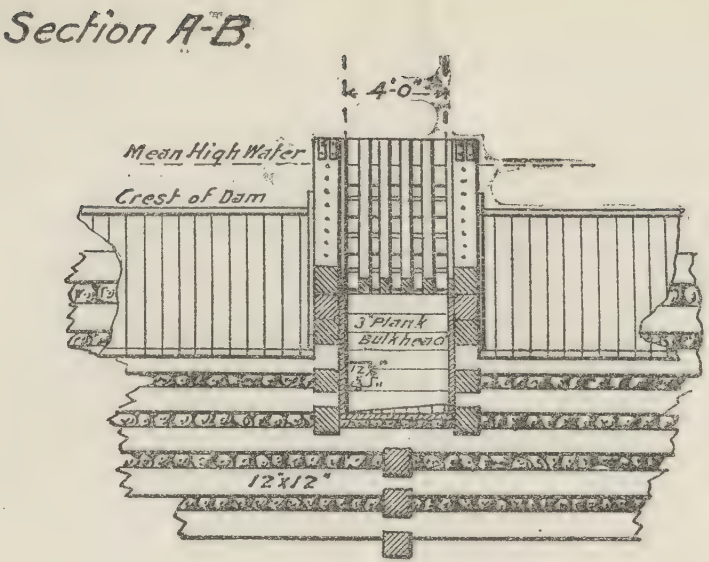 Section A-B.
4'-0"
Mean High Water
Crest of Dam
3" Plank
Bulkhead
12"x12"